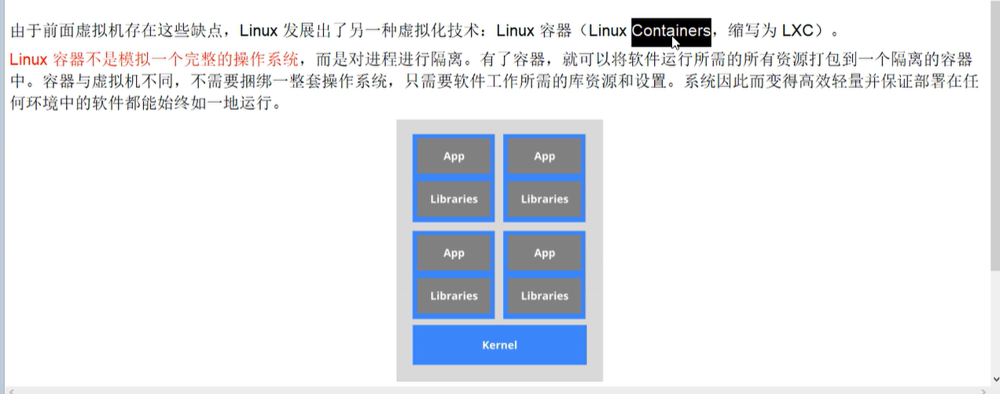 由于前面虚拟机存在这些缺点，Linux 发展出了另一种虚拟化技术：Linux 容器（Linux Containers，缩写为 LXC）。
Linux 容器不是模拟一个完整的操作系统，而是对进程进行隔离。有了容器，就可以将软件运行所需的所有资源打包到一个隔离的容器
中。容器与虚拟机不同，不需要捆绑一整套操作系统，只需要软件工作所需的库资源和设置。系统因此而变得高效轻量并保证部署在任
何环境中的软件都能始终如一地运行。
App App
Libraries Libraries
App App
Libraries Libraries
Kernel